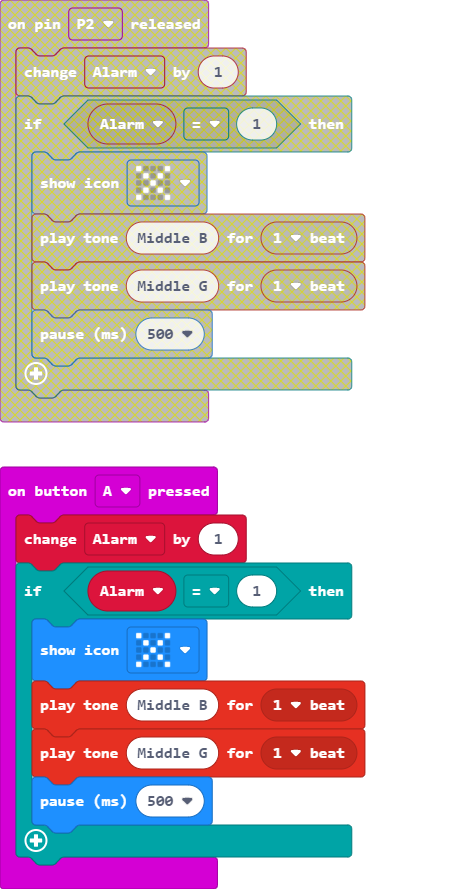 on pin P2 released
change Alarm by 1
if Alarm = 1 then
show icon
play tone Middle B for 1 beat
play tone Middle G for 1 beat
pause (ms) 500
on button A pressed
change Alarm by 1
if Alarm = 1 then
show icon
play tone Middle B for 1 beat
play tone Middle G for 1 beat
pause (ms) 500